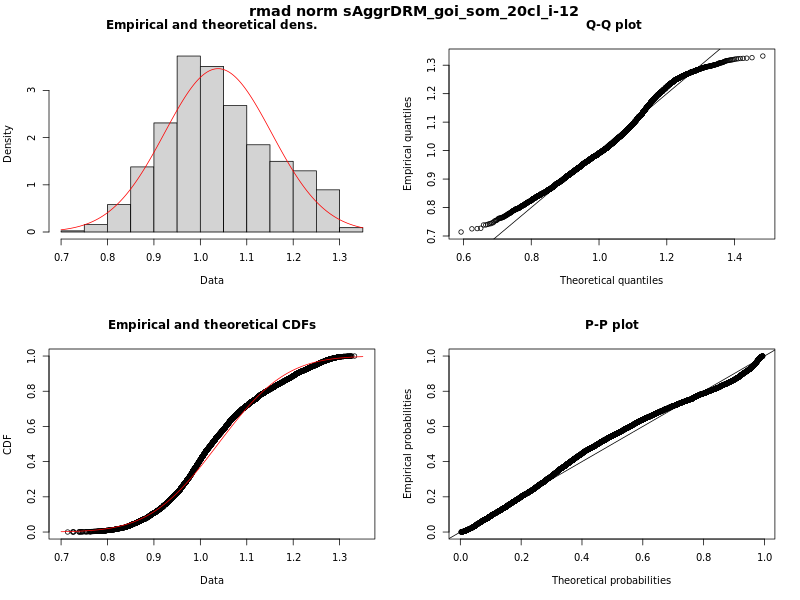 rmad norm sAggrDRM_goi_som_20cl_i-12
Empirical and theoretical dens.
Density
0 1 2 3
0.7 0.8 0.9 1.0 1.1 1.2 1.3
Data
Q-Q plot
Empirical quantiles
0.7 0.8 0.9 1.0 1.1 1.2 1.3
0.6 0.8 1.0 1.2 1.4
Theoretical quantiles
Empirical and theoretical CDFs
CDF
0.0 0.2 0.4 0.6 0.8 1.0
0.7 0.8 0.9 1.0 1.1 1.2 1.3
Data
P-P plot
Empirical probabilities
0.0 0.2 0.4 0.6 0.8 1.0
0.0 0.2 0.4 0.6 0.8 1.0
Theoretical probabilities